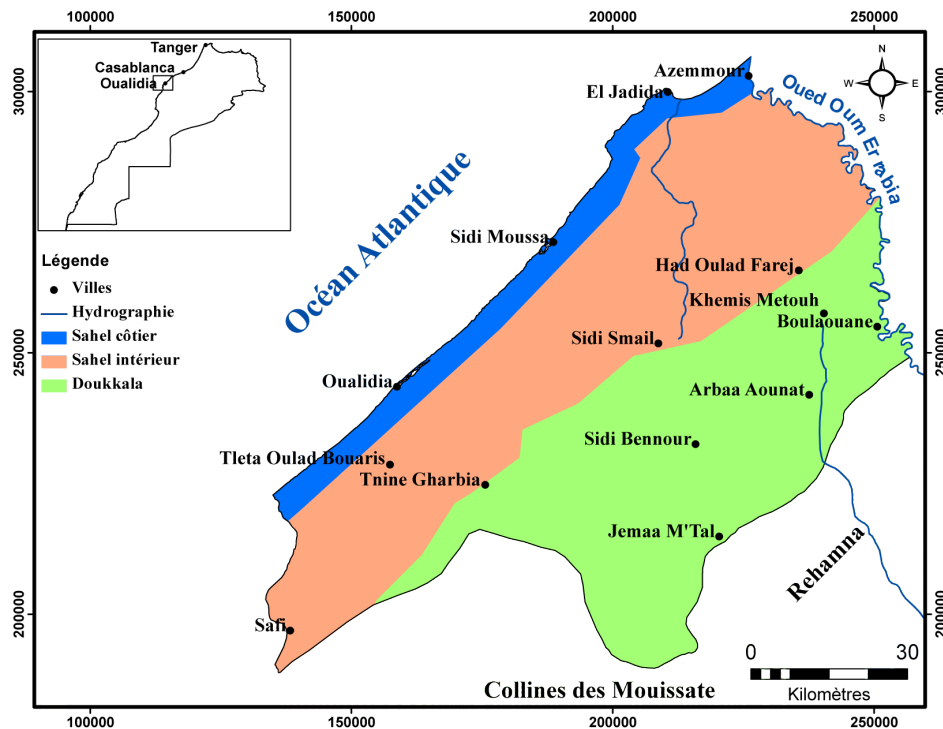 100000
150000
200000
250000
Tanger
Casablanca
Oualidia
Azemmour
El Jadida
N
W
E
S
300000
300000
Oued Oum Er rabia
Océan Atlantique
Sidi Moussa
Légende
Villes
Hydrographie
Sahel côtier
Sahel intérieur
Doukkala
Had Oulad Farej
Khemis Metouh
Boulaouane
Sidi Smail
250000
250000
Oualidia
Arbaa Aounat
Sidi Bennour
Tleta Oulad Bouaris
Tnine Gharbia
Jemaa M'Tal
Rehamna
200000
200000
Safi
0
30
Kilomètres
Collines des Mouissate
100000
150000
200000
250000